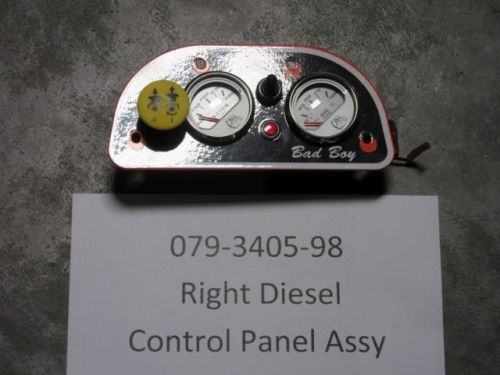 Bad Boy
079-3405-98
Right Diesel
Control Panel Assy